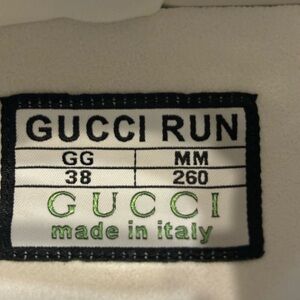 GUCCI RUN
GG MM
38 260
GUCCI
made in italy